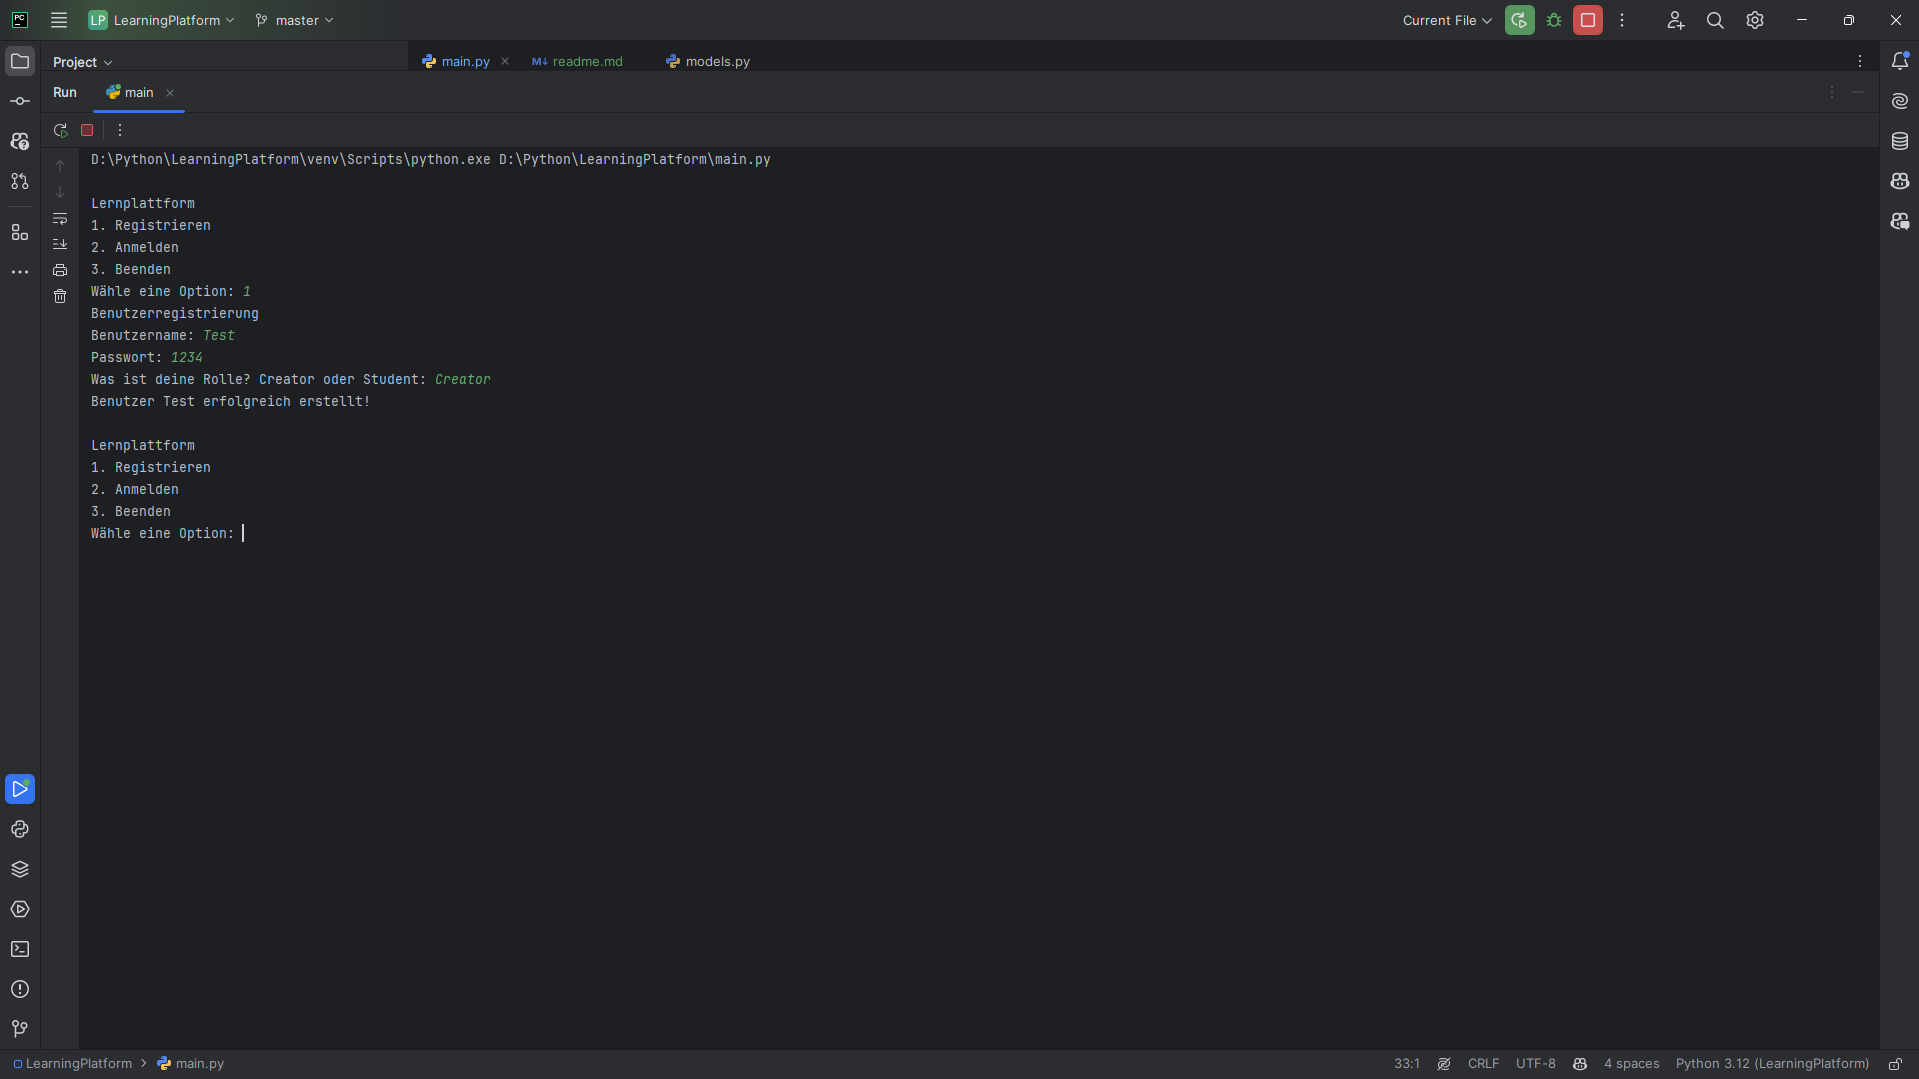 PC
LP LearningPlatform master Current File
Project main.py M↓ readme.md models.py
Run main
D:\Python\LearningPlatform\venv\Scripts\python.exe D:\Python\LearningPlatform\main.py
Lernplattform
1. Registrieren
2. Anmelden
3. Beenden
Wähle eine Option: 1
Benutzerregistrierung
Benutzername: Test
Passwort: 1234
Was ist deine Rolle? Creator oder Student: Creator
Benutzer Test erfolgreich erstellt!
Lernplattform
1. Registrieren
2. Anmelden
3. Beenden
Wähle eine Option:
LearningPlatform > main.py 33:1 CRLF UTF-8 4 spaces Python 3.12 (LearningPlatform)